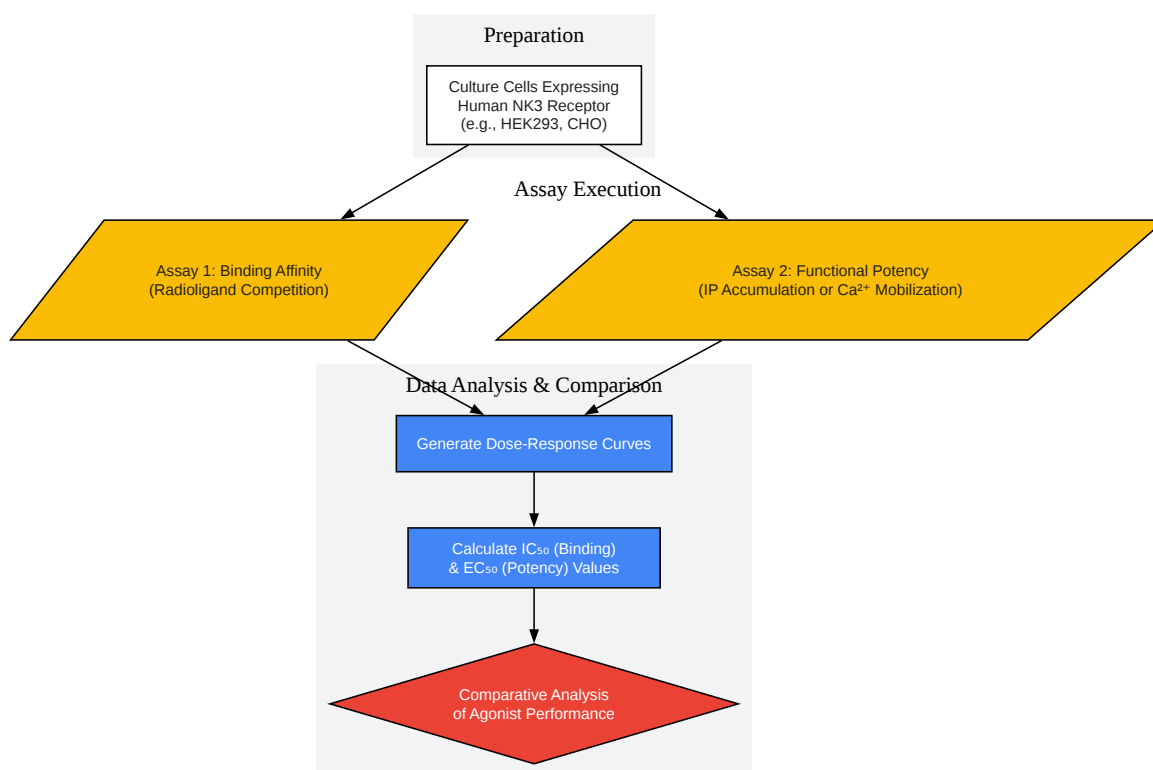 Preparation
Culture Cells Expressing
Human NK3 Receptor
(e.g., HEK293, CHO)
Assay Execution
Assay 1: Binding Affinity
(Radioligand Competition)
Assay 2: Functional Potency
(IP Accumulation or Ca²⁺ Mobilization)
Data Analysis & Comparison
Generate Dose-Response Curves
Calculate IC₅₀ (Binding)
& EC₅₀ (Potency) Values
Comparative Analysis
of Agonist Performance